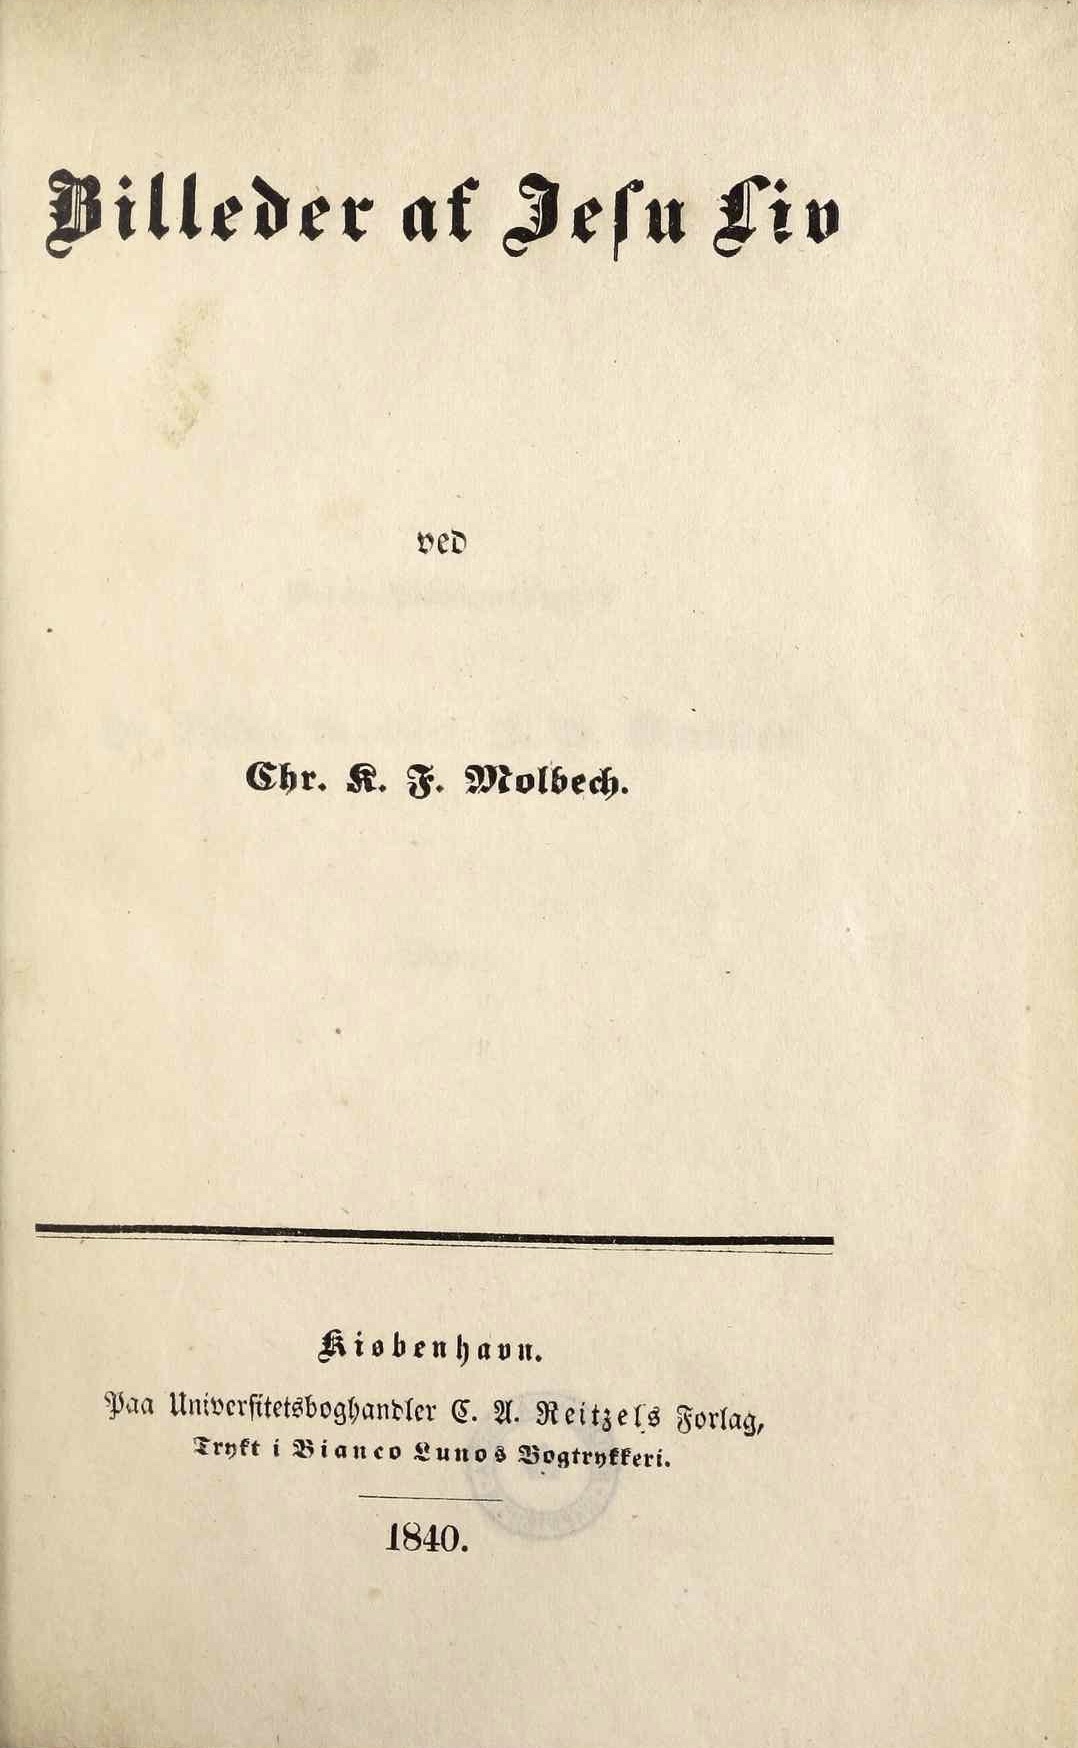 Billeder af Jesu Liv
ved
Chr. K. F. Molbech.
Kiøbenhavn.
Paa Universitetsboghandler C. A. Reitzels Forlag,
Trykt i Bianco Lunos Bogtrykkeri.
1840.